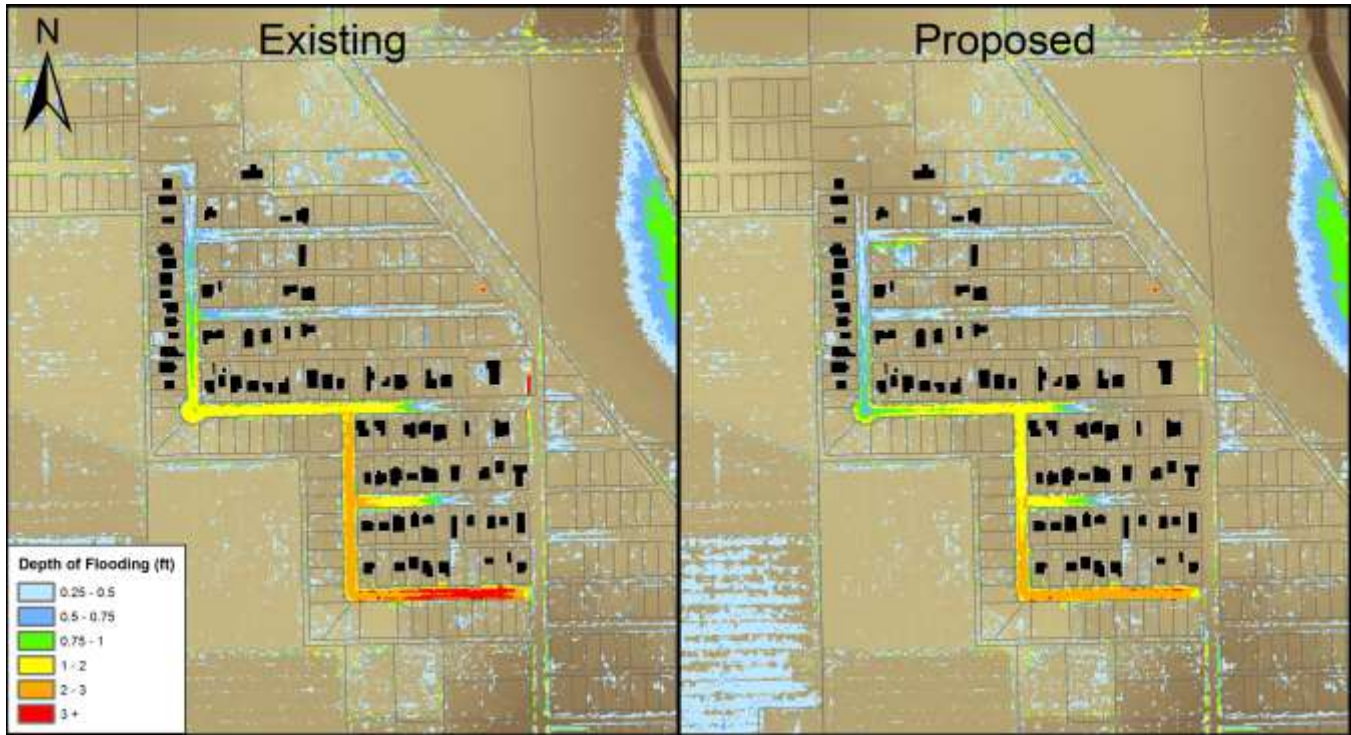 N
Existing
Proposed
Depth of Flooding (ft)
0.25 - 0.5
0.5 - 0.75
0.75 - 1
1 - 2
2 - 3
3 +